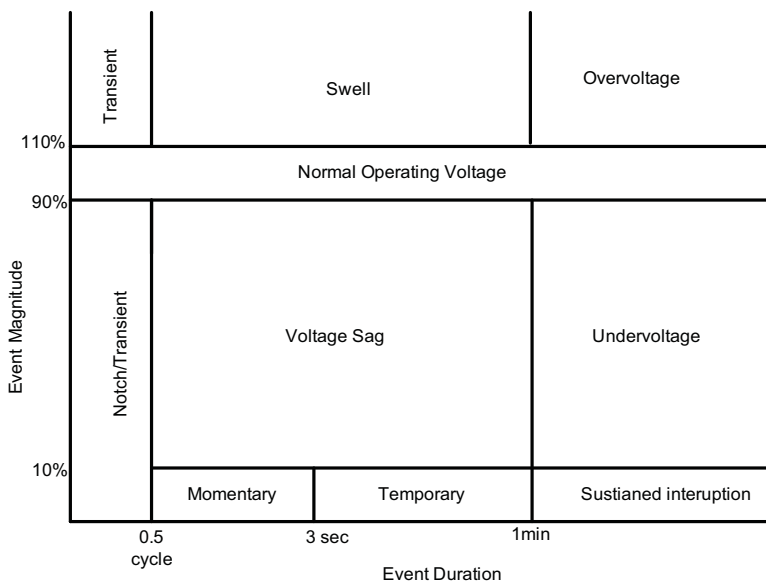 Transient
Swell
Overvoltage
110%
Normal Operating Voltage
90%
Event Magnitude
Notch/Transient
Voltage Sag
Undervoltage
10%
Momentary
Temporary
Sustianed interuption
0.5
cycle
3 sec
1min
Event Duration